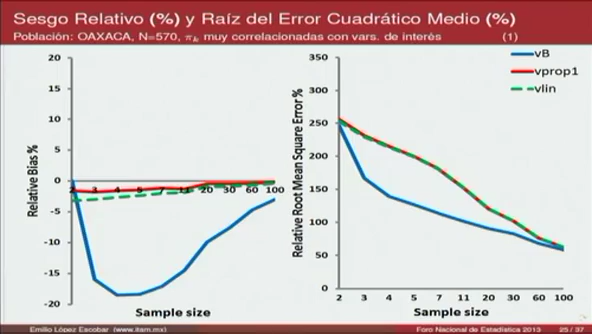 Sesgo Relativo (%) y Raíz del Error Cuadrático Medio (%)
Población: OAXACA, N=570, πk muy correlacionadas con vars. de interés (1)
Relative Bias %
20
15
10
5
0
-5
-10
-15
-20
2 3 4 5 7 11 20 30 60 100
Sample size
Relative Root Mean Square Error %
350
300
250
200
150
100
50
0
2 3 4 5 7 11 20 30 60 100
Sample size
vB
vprop1
vlin
Emilio López Escobar (www.itam.mx) Foro Nacional de Estadística 2013 25 / 37